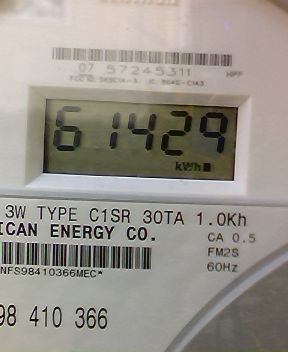 07 57245311
61429
kWh
3W TYPE C1SR 30TA 1.0Kh
ICAN ENERGY CO.
CA 0.5
FM2S
60Hz
NFS98410366MEC*
98 410 366